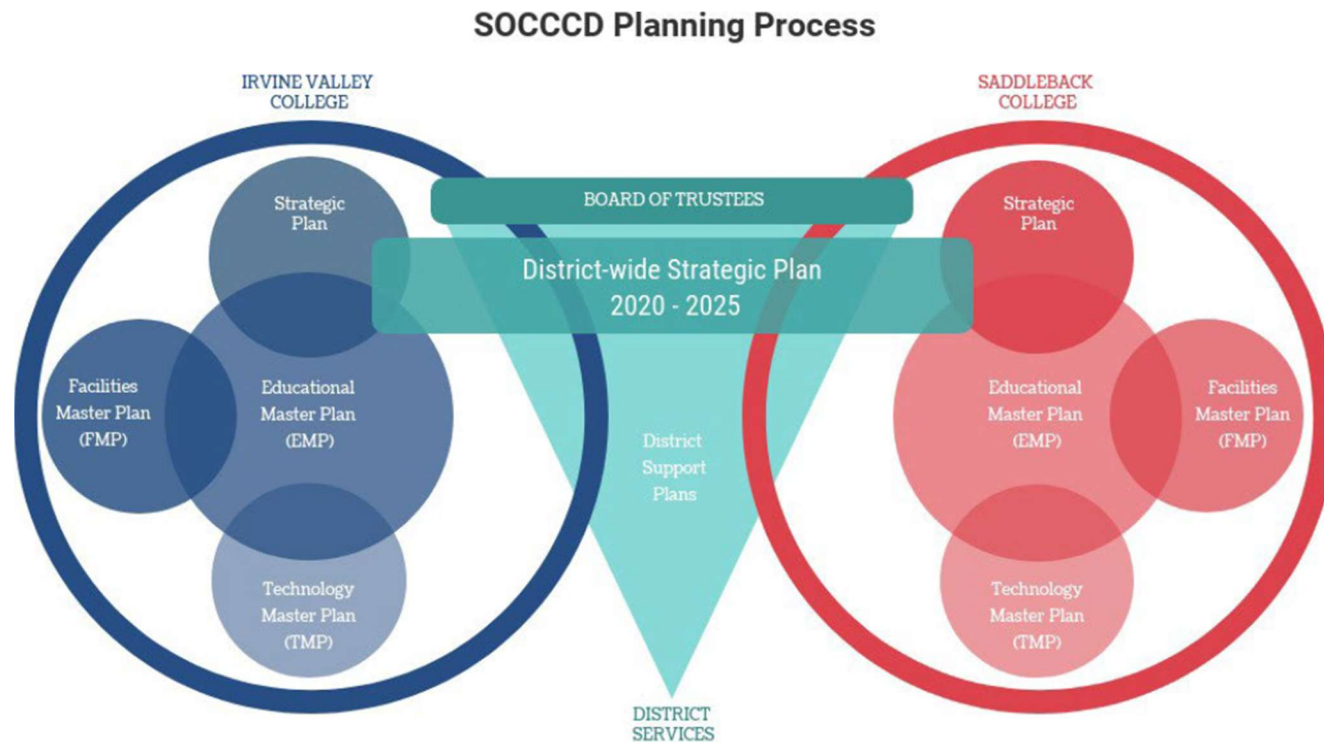 SOCCCD Planning Process
IRVINE VALLEY
COLLEGE
Strategic
Plan
Facilities
Master Plan
(FMP)
Educational
Master Plan
(EMP)
Technology
Master Plan
(TMP)
BOARD OF TRUSTEES
District-wide Strategic Plan
2020 - 2025
District
Support
Plans
DISTRICT
SERVICES
SADDLEBACK
COLLEGE
Strategic
Plan
Educational
Master Plan
(EMP)
Facilities
Master Plan
(FMP)
Technology
Master Plan
(TMP)